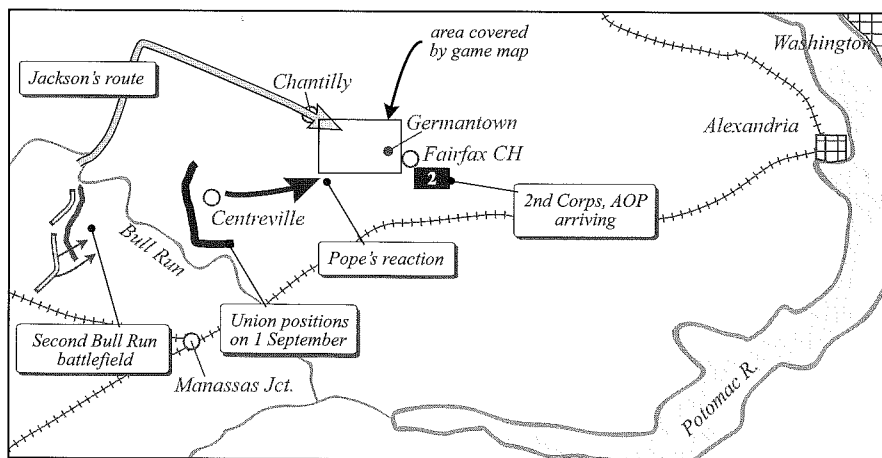 area covered
by game map
Washington
Jackson's route
Chantilly
Germantown
Alexandria
Fairfax CH
2
2nd Corps, AOP
arriving
Centreville
Bull Run
Pope's reaction
Union positions
on 1 September
Second Bull Run
battlefield
Manassas Jct.
Potomac R.